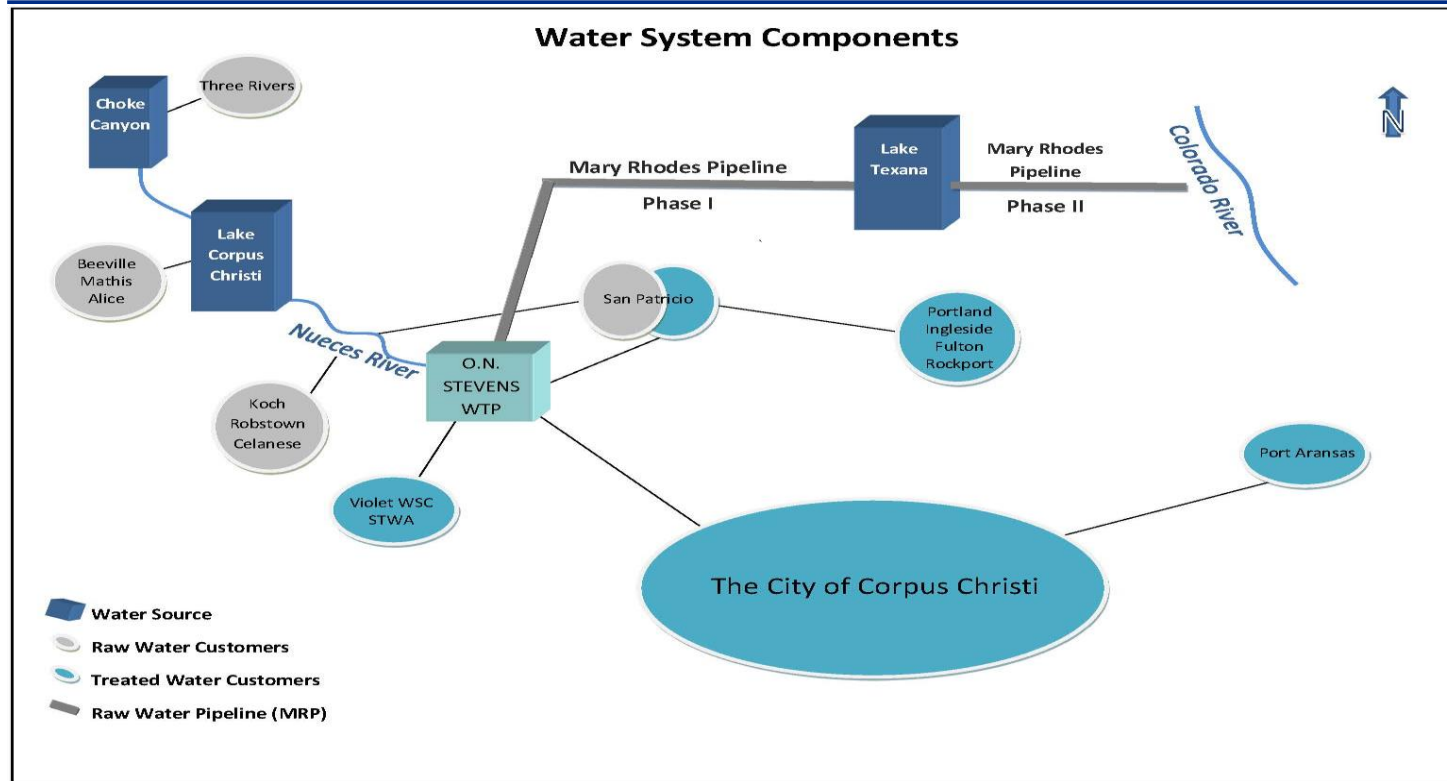 Water System Components
Choke
Canyon
Three Rivers
N
Lake
Texana
Mary Rhodes
Pipeline
Phase II
Colorado River
Mary Rhodes Pipeline
Phase I
Lake
Corpus
Christi
Beeville
Mathis
Alice
Nueces River
San Patricio
Portland
Ingleside
Fulton
Rockport
O.N.
STEVENS
WTP
Koch
Robstown
Celanese
Violet WSC
STWA
Port Aransas
The City of Corpus Christi
Water Source
Raw Water Customers
Treated Water Customers
Raw Water Pipeline (MRP)